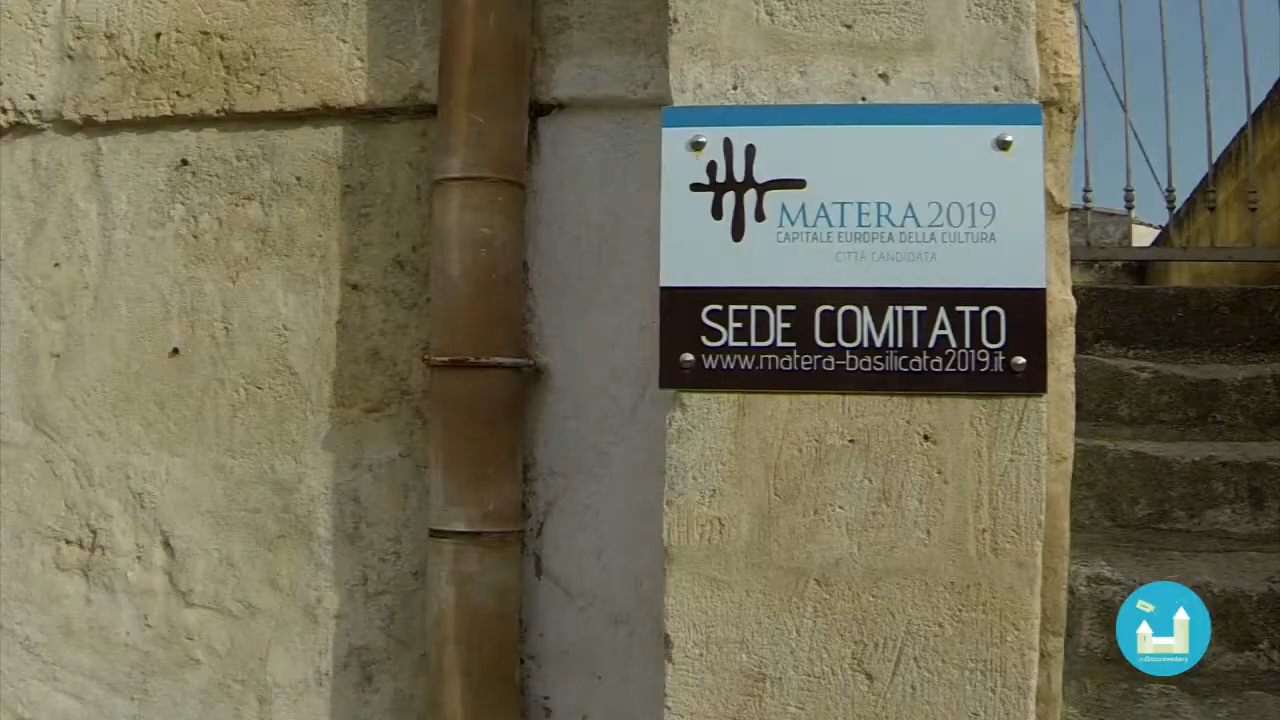 MATERA2019
CAPITALE EUROPEA DELLA CULTURA
CITTÀ CANDIDATA
SEDE COMITATO
www.matera-basilicata2019.it